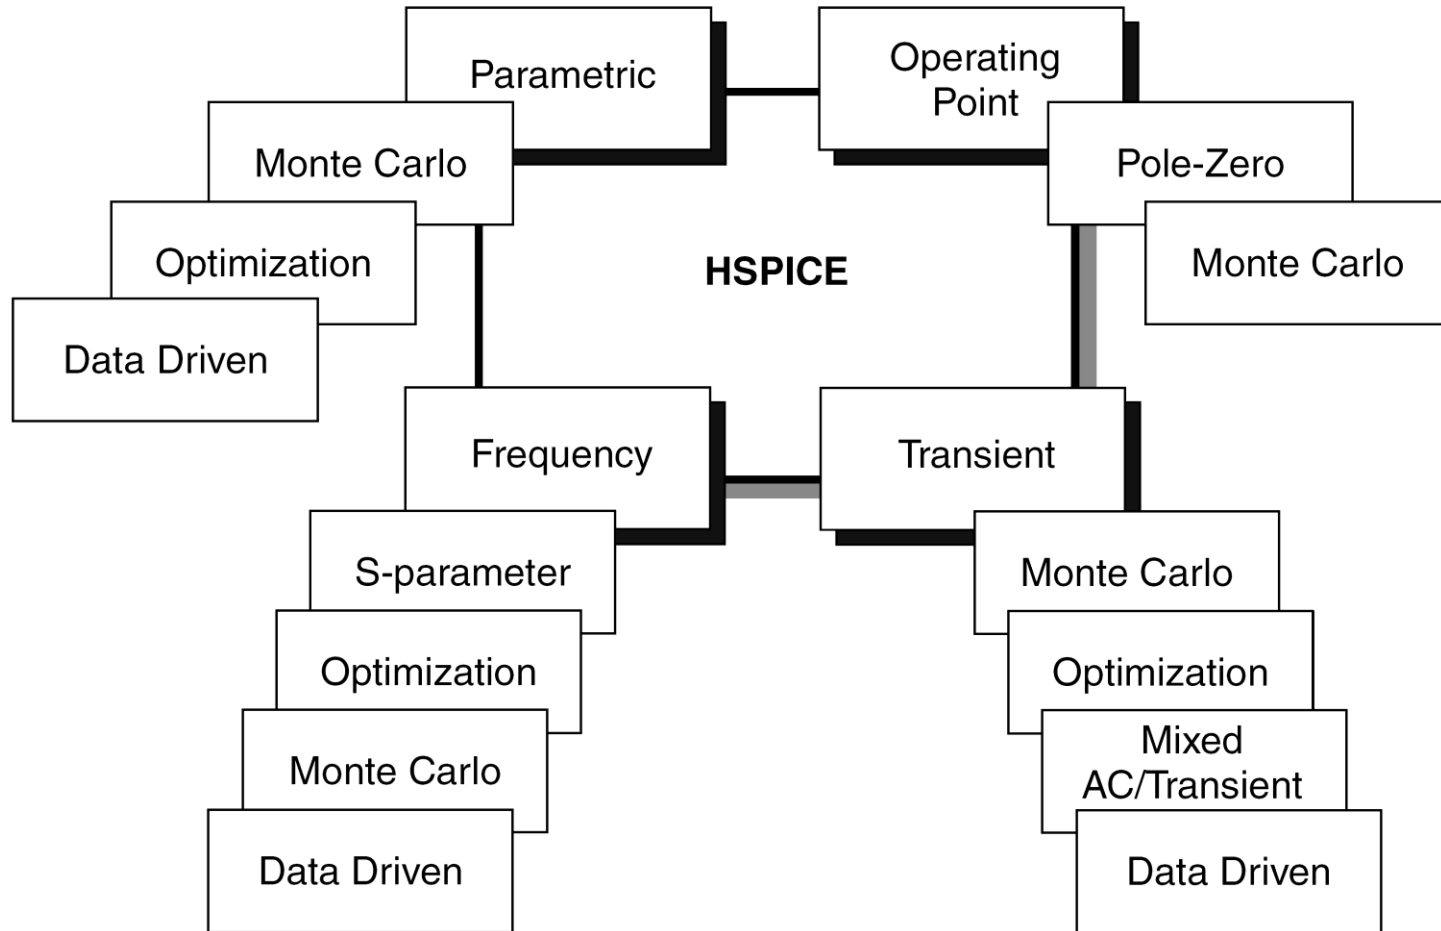 Parametric
Operating
Point
Monte Carlo
Pole-Zero
Optimization
HSPICE
Monte Carlo
Data Driven
Frequency
Transient
S-parameter
Monte Carlo
Optimization
Optimization
Monte Carlo
Mixed
AC/Transient
Data Driven
Data Driven